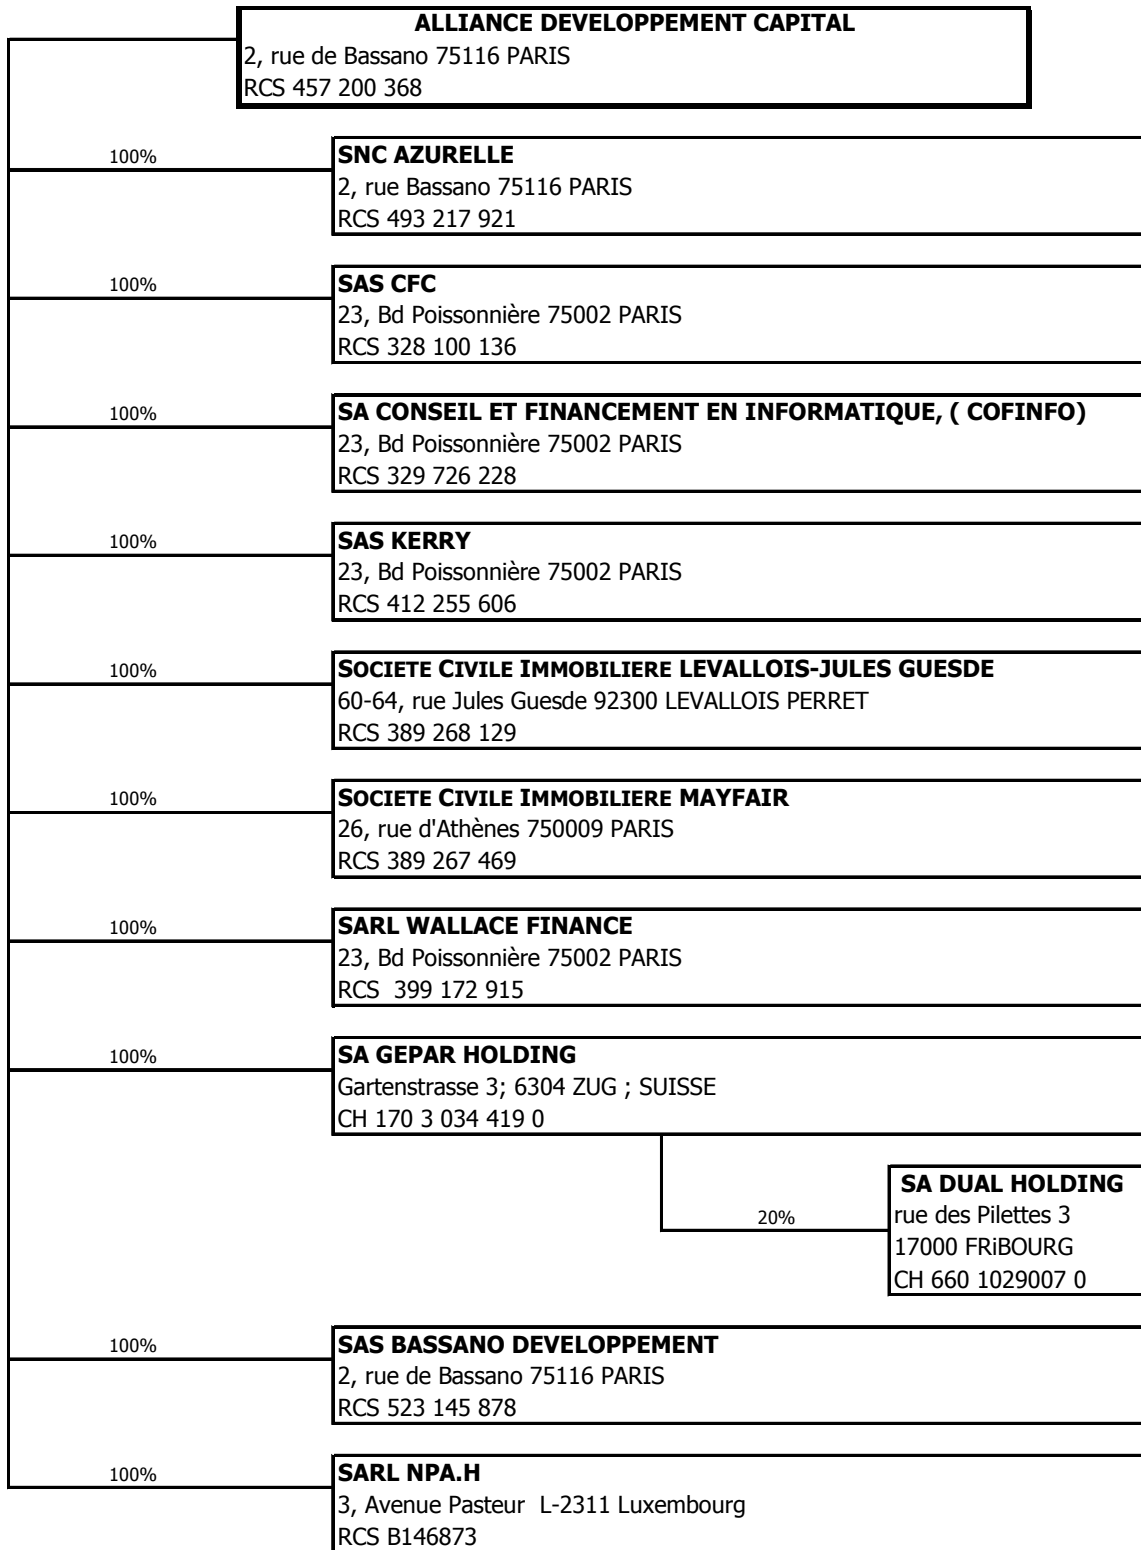 ALLIANCE DEVELOPPEMENT CAPITAL
2, rue de Bassano 75116 PARIS
RCS 457 200 368
100%
SNC AZURELLE
2, rue Bassano 75116 PARIS
RCS 493 217 921
100%
SAS CFC
23, Bd Poissonnière 75002 PARIS
RCS 328 100 136
100%
SA CONSEIL ET FINANCEMENT EN INFORMATIQUE, ( COFINFO)
23, Bd Poissonnière 75002 PARIS
RCS 329 726 228
100%
SAS KERRY
23, Bd Poissonnière 75002 PARIS
RCS 412 255 606
100%
SOCIETE CIVILE IMMOBILIERE LEVALLOIS-JULES GUESDE
60-64, rue Jules Guesde 92300 LEVALLOIS PERRET
RCS 389 268 129
100%
SOCIETE CIVILE IMMOBILIERE MAYFAIR
26, rue d'Athènes 750009 PARIS
RCS 389 267 469
100%
SARL WALLACE FINANCE
23, Bd Poissonnière 75002 PARIS
RCS  399 172 915
100%
SA GEPAR HOLDING
Gartenstrasse 3; 6304 ZUG ; SUISSE
CH 170 3 034 419 0
20%
SA DUAL HOLDING
rue des Pilettes 3
17000 FRiBOURG
CH 660 1029007 0
100%
SAS BASSANO DEVELOPPEMENT
2, rue de Bassano 75116 PARIS
RCS 523 145 878
100%
SARL NPA.H
3, Avenue Pasteur  L-2311 Luxembourg
RCS B146873